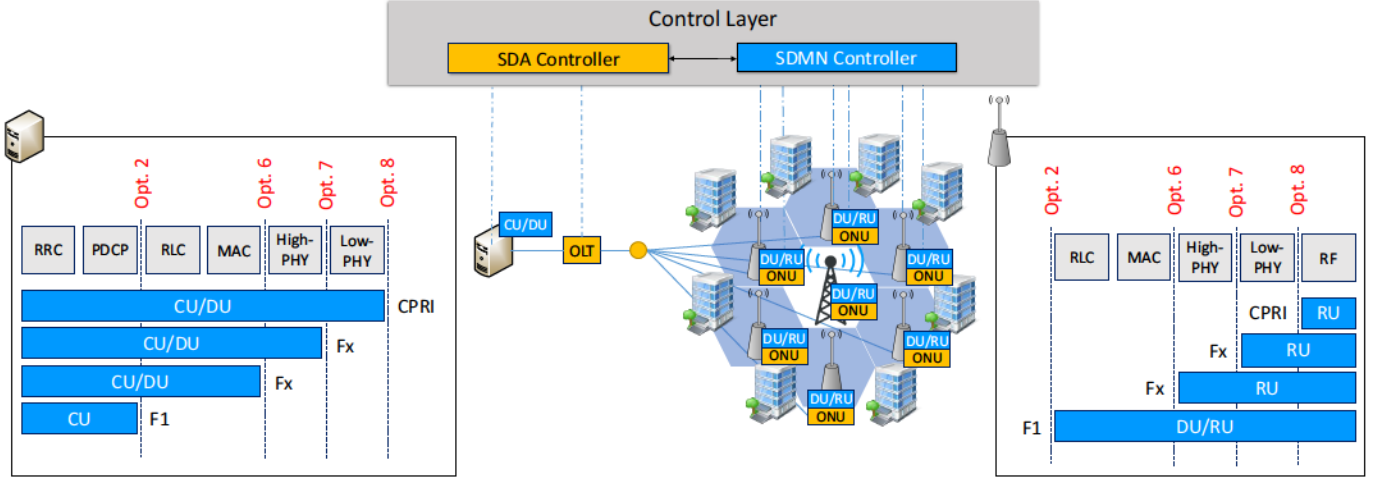 Control Layer
SDA Controller
SDMN Controller
Opt. 2
Opt. 6
Opt. 7
Opt. 8
RRC
PDCP
RLC
MAC
High-
PHY
Low-
PHY
CU/DU
CPRI
CU/DU
Fx
CU/DU
Fx
CU
F1
CU/DU
OLT
DU/RU
ONU
DU/RU
ONU
DU/RU
ONU
DU/RU
ONU
DU/RU
ONU
DU/RU
ONU
DU/RU
ONU
Opt. 2
Opt. 6
Opt. 7
Opt. 8
RLC
MAC
High-
PHY
Low-
PHY
RF
CPRI
RU
Fx
RU
Fx
RU
F1
DU/RU